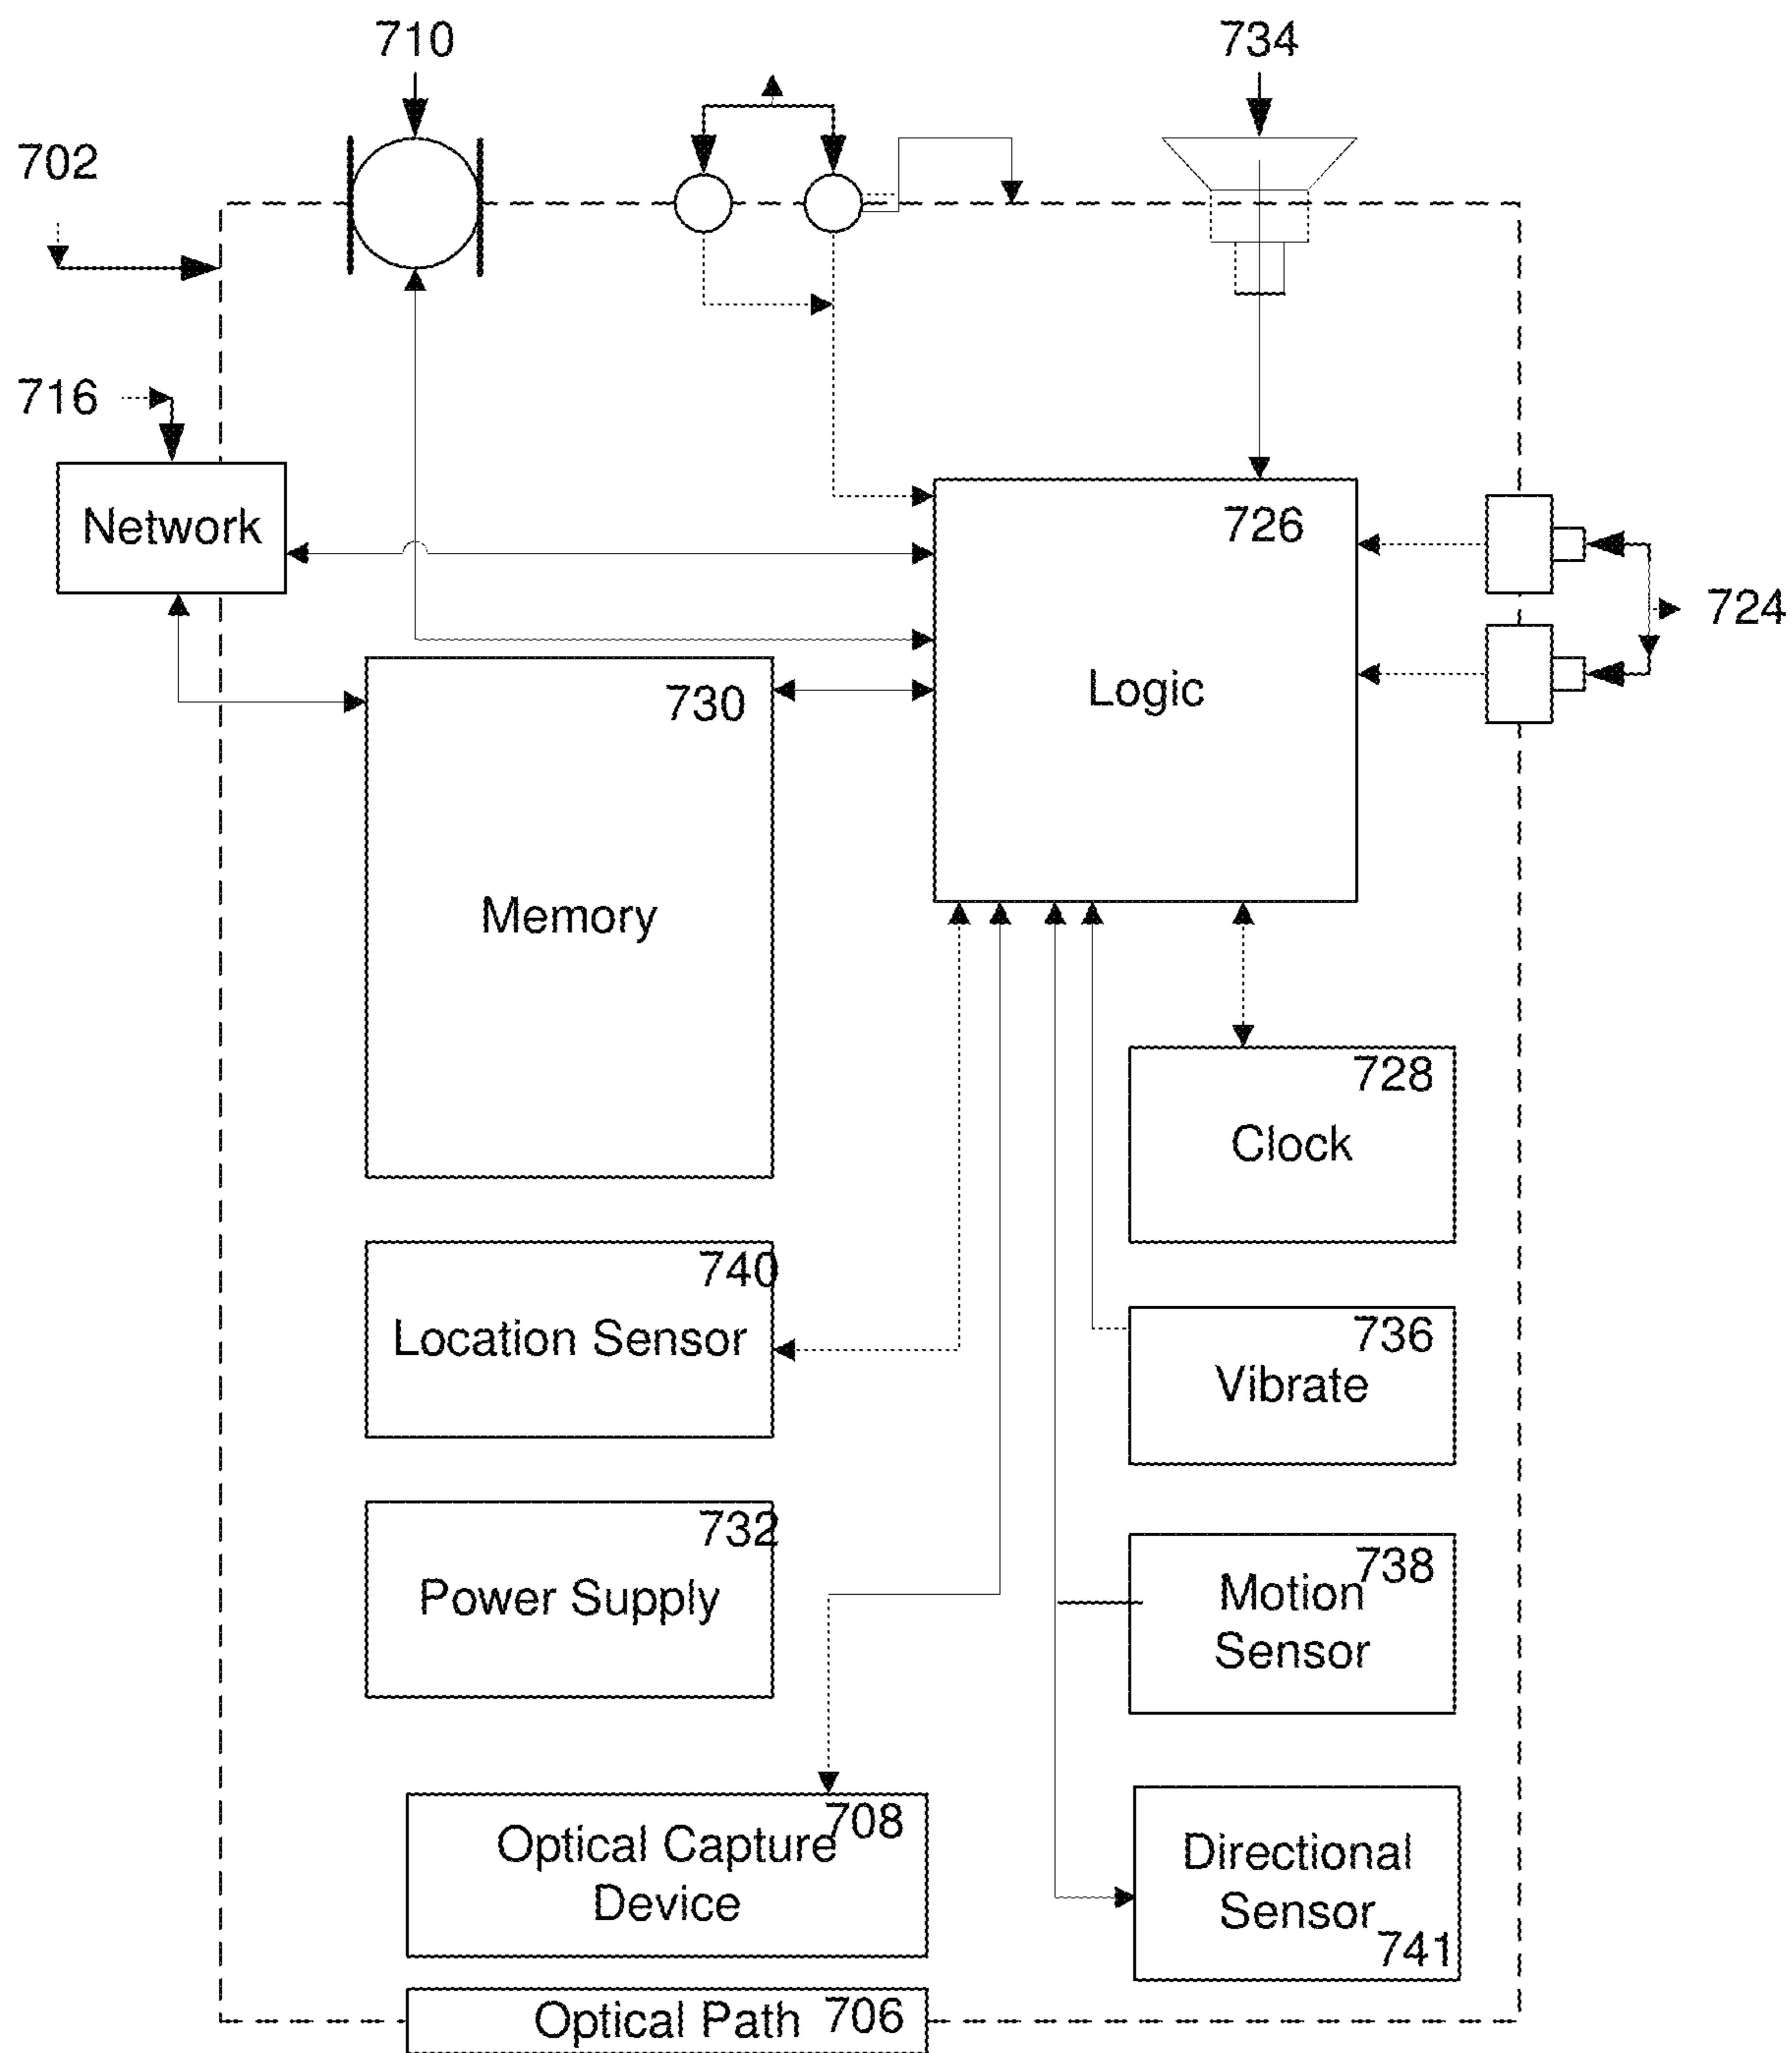 710
734
702
716
Network
726
724
Logic
730
Memory
728
Clock
740
Location Sensor
736
Vibrate
732
Power Supply
738
Motion
Sensor
708
Optical Capture
Device
Directional
Sensor
741
Optical Path 706